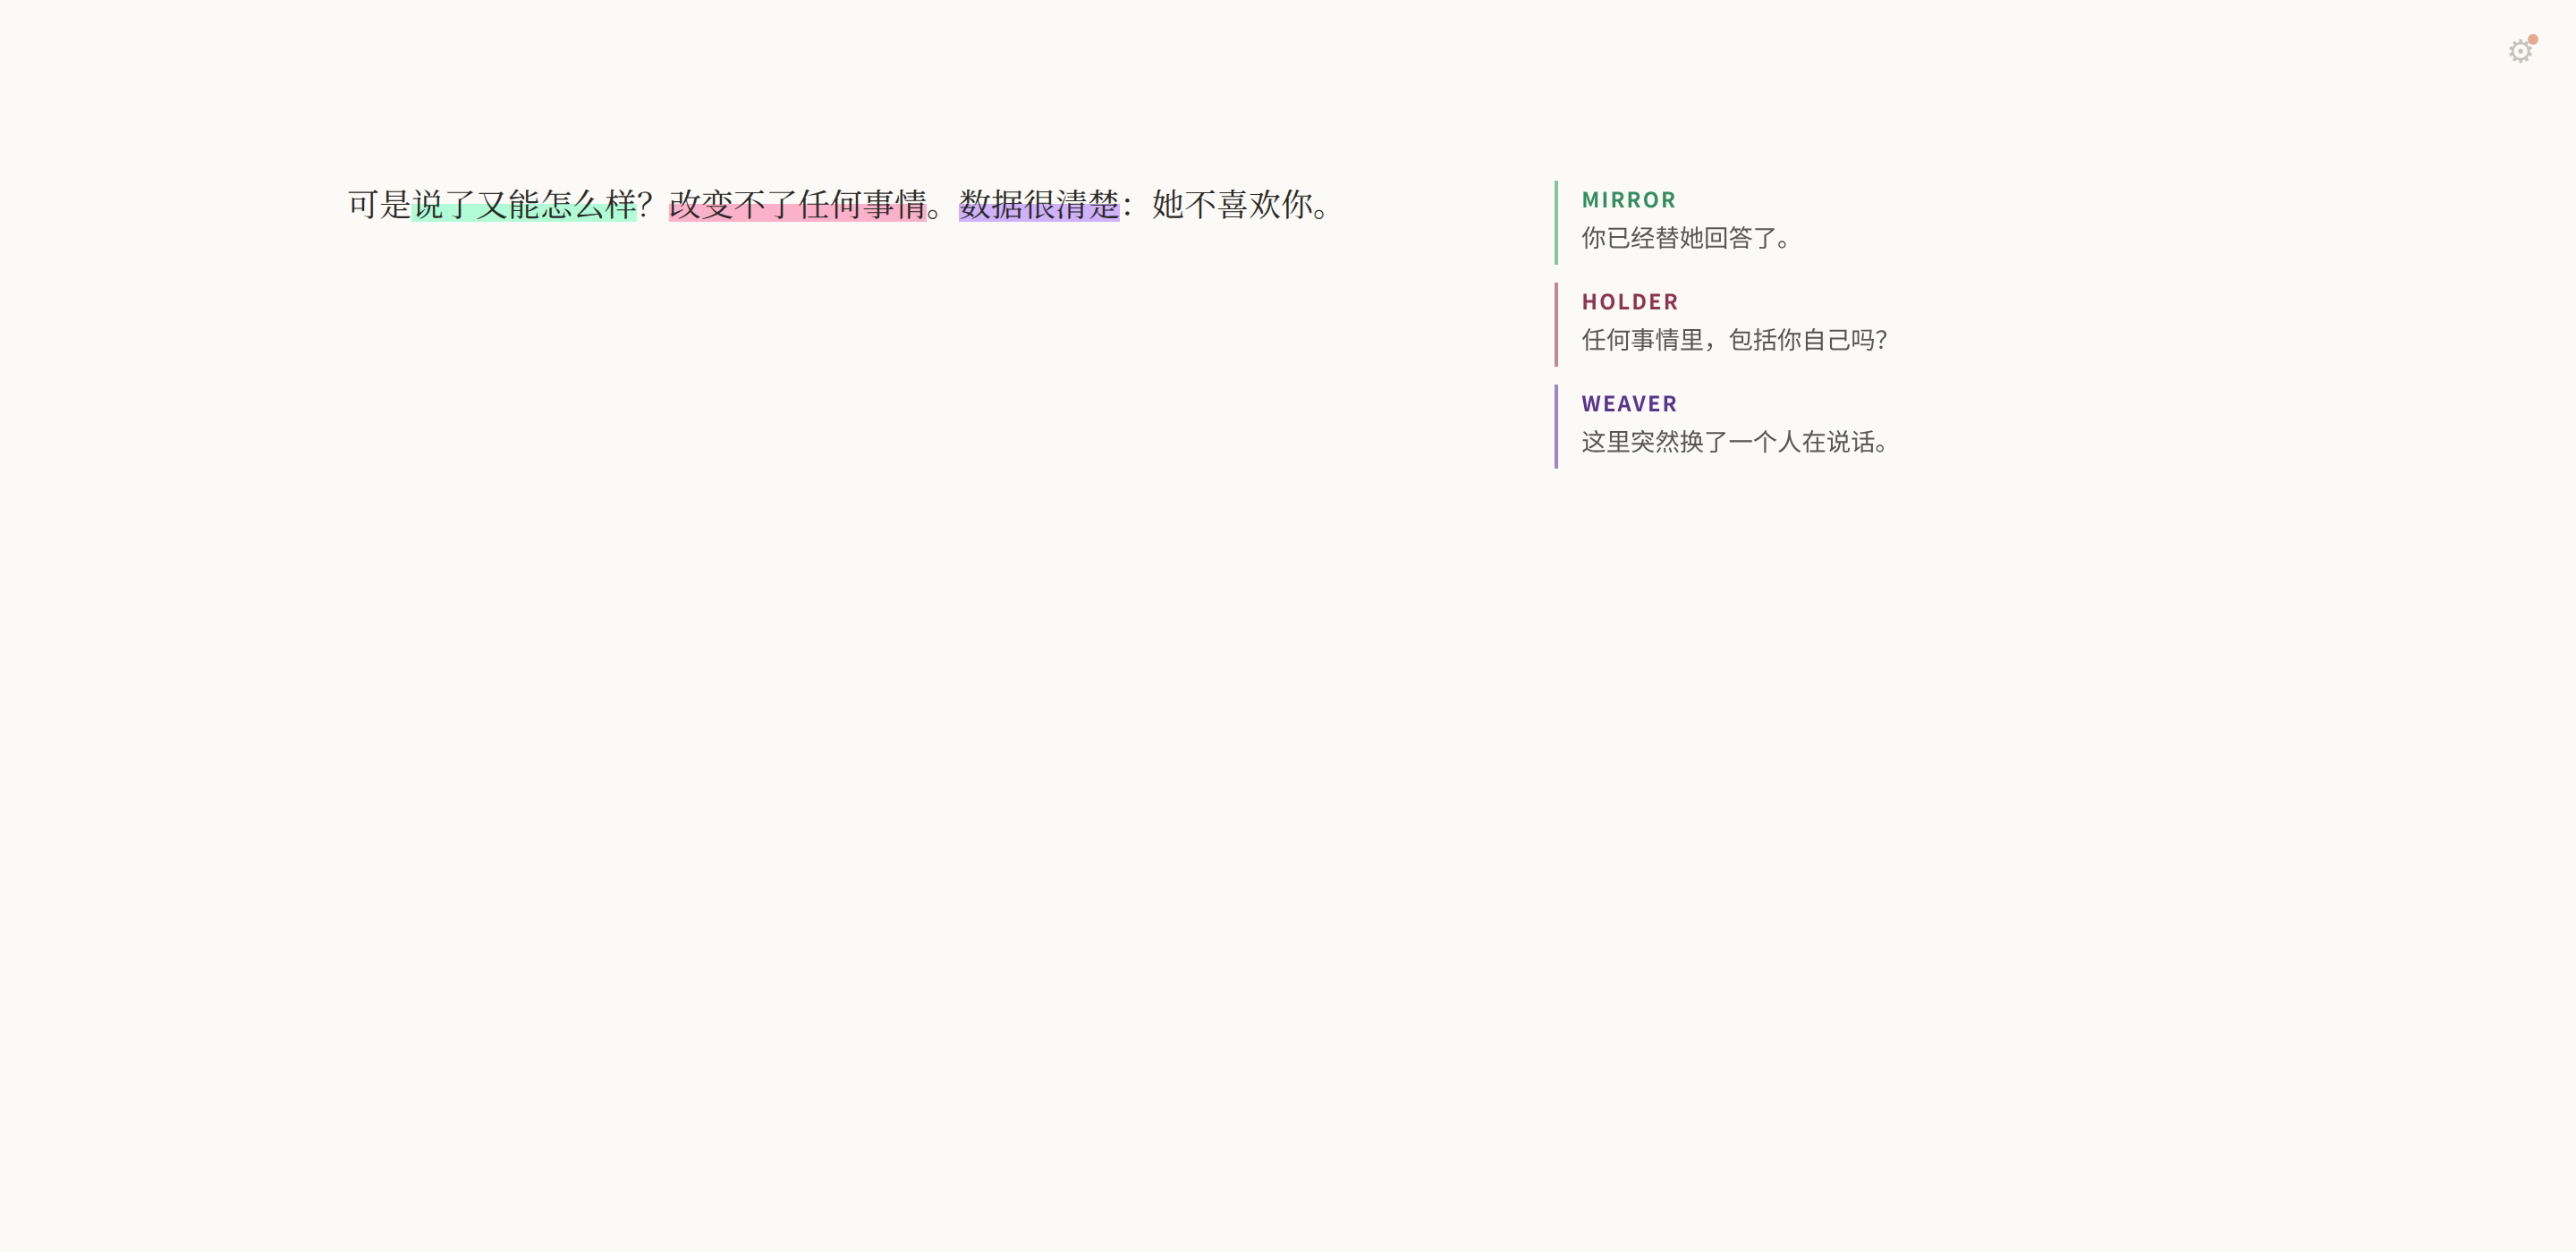 可是说了又能怎么样？改变不了任何事情。数据很清楚：她不喜欢你。
MIRROR
你已经替她回答了。
HOLDER
任何事情里，包括你自己吗？
WEAVER
这里突然换了一个人在说话。